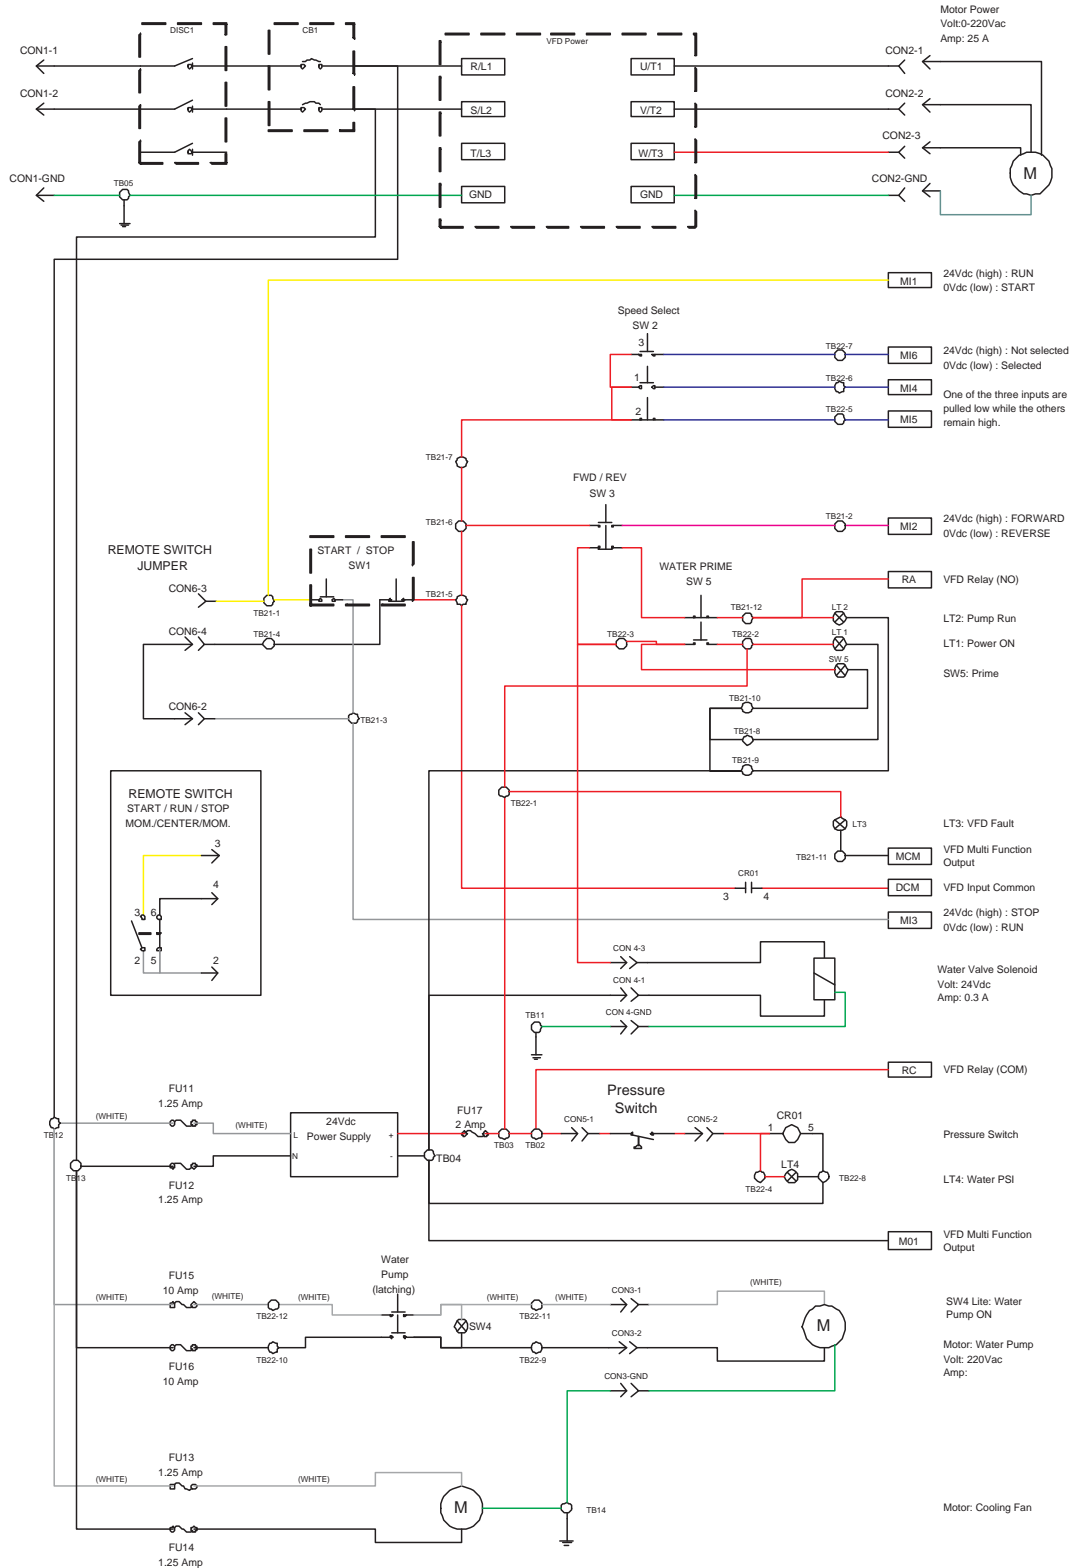 Motor Power
Volt:0-220Vac
Amp: 25 A
DISC1
CB1
VFD Power
CON1-1
R/L1
U/T1
CON2-1
CON1-2
S/L2
V/T2
CON2-2
T/L3
W/T3
CON2-3
M
CON1-GND
TB05
GND
GND
CON2-GND
MI1
24Vdc (high) : RUN
0Vdc (low) : START
Speed Select
SW 2
3
TB22-7
MI6
24Vdc (high) : Not selected
0Vdc (low) : Selected
1
TB22-6
MI4
One of the three inputs are
pulled low while the others
remain high.
2
TB22-5
MI5
TB21-7
FWD / REV
SW 3
TB21-6
TB21-2
MI2
24Vdc (high) : FORWARD
0Vdc (low) : REVERSE
REMOTE SWITCH
JUMPER
START / STOP
SW1
WATER PRIME
SW 5
CON6-3
TB21-1
TB21-5
RA
VFD Relay (NO)
TB21-12
LT 2
LT2: Pump Run
CON6-4
TB21-4
TB22-3
TB22-2
LT 1
LT1: Power ON
SW 5
SW5: Prime
CON6-2
TB21-3
TB21-10
TB21-8
TB21-9
REMOTE SWITCH
START / RUN / STOP
MOM./CENTER/MOM.
3
4
3 6
2 5
2
TB22-1
LT3
LT3: VFD Fault
TB21-11
MCM
VFD Multi Function
Output
CR01
3 4
DCM
VFD Input Common
MI3
24Vdc (high) : STOP
0Vdc (low) : RUN
CON 4-3
CON 4-1
Water Valve Solenoid
Volt: 24Vdc
Amp: 0.3 A
TB11
CON 4-GND
RC
VFD Relay (COM)
FU11
1.25 Amp
(WHITE)
(WHITE)
TB12
L
24Vdc
Power Supply
+
N
-
FU17
2 Amp
TB03
TB02
CON5-1
Pressure
Switch
CON5-2
CR01
1 5
Pressure Switch
TB04
TB13
FU12
1.25 Amp
TB22-4
LT4
TB22-8
LT4: Water PSI
M01
VFD Multi Function
Output
Water
Pump
(latching)
FU15
10 Amp
(WHITE)
(WHITE)
(WHITE)
TB22-12
(WHITE)
(WHITE)
TB22-11
CON3-1
(WHITE)
SW4 Lite: Water
Pump ON
SW4
M
FU16
10 Amp
TB22-10
TB22-9
CON3-2
Motor: Water Pump
Volt: 220Vac
Amp:
CON3-GND
FU13
1.25 Amp
(WHITE)
(WHITE)
M
TB14
Motor: Cooling Fan
FU14
1.25 Amp